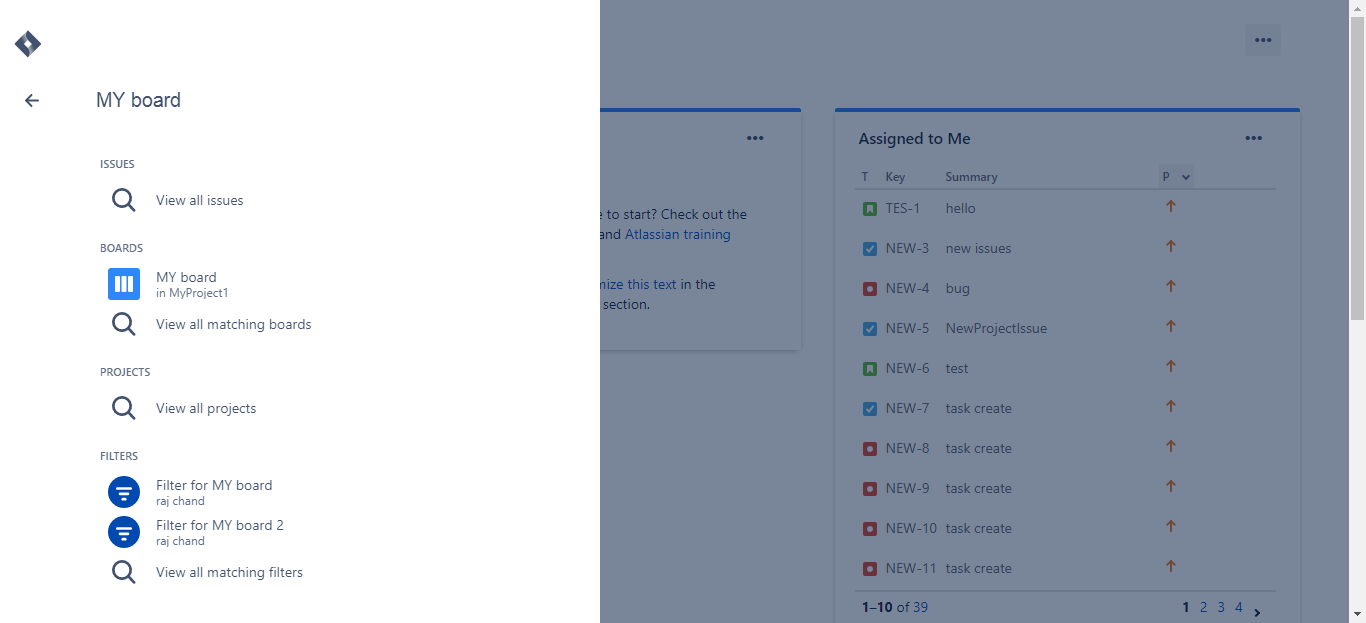 MY board
ISSUES
View all issues
BOARDS
MY board
in MyProject1
View all matching boards
PROJECTS
View all projects
FILTERS
Filter for MY board
raj chand
Filter for MY board 2
raj chand
View all matching filters
to start? Check out the
and Atlassian training
this text in the
section.
Assigned to Me
T Key Summary P
TES-1 hello
NEW-3 new issues
NEW-4 bug
NEW-5 NewProjectIssue
NEW-6 test
NEW-7 task create
NEW-8 task create
NEW-9 task create
NEW-10 task create
NEW-11 task create
1–10 of 39 1 2 3 4